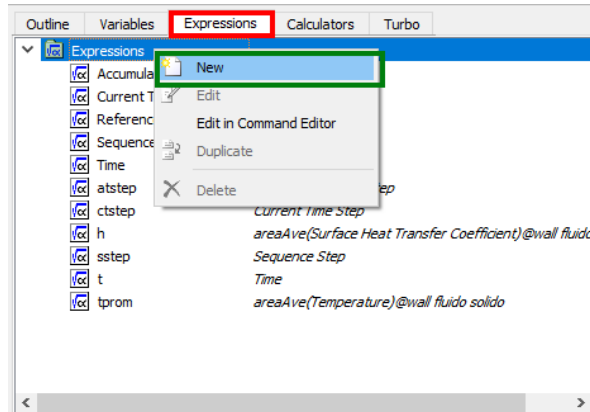 Outline Variables Expressions Calculators Turbo
Expressions
Accumula
New
Current T
Edit
Referenc
Edit in Command Editor
Sequence
Duplicate
Time
Delete
atstep ep
ctstep Current Time Step
h areaAve(Surface Heat Transfer Coefficient)@wall fluido
sstep Sequence Step
t Time
tprom areaAve(Temperature)@wall fluido solido